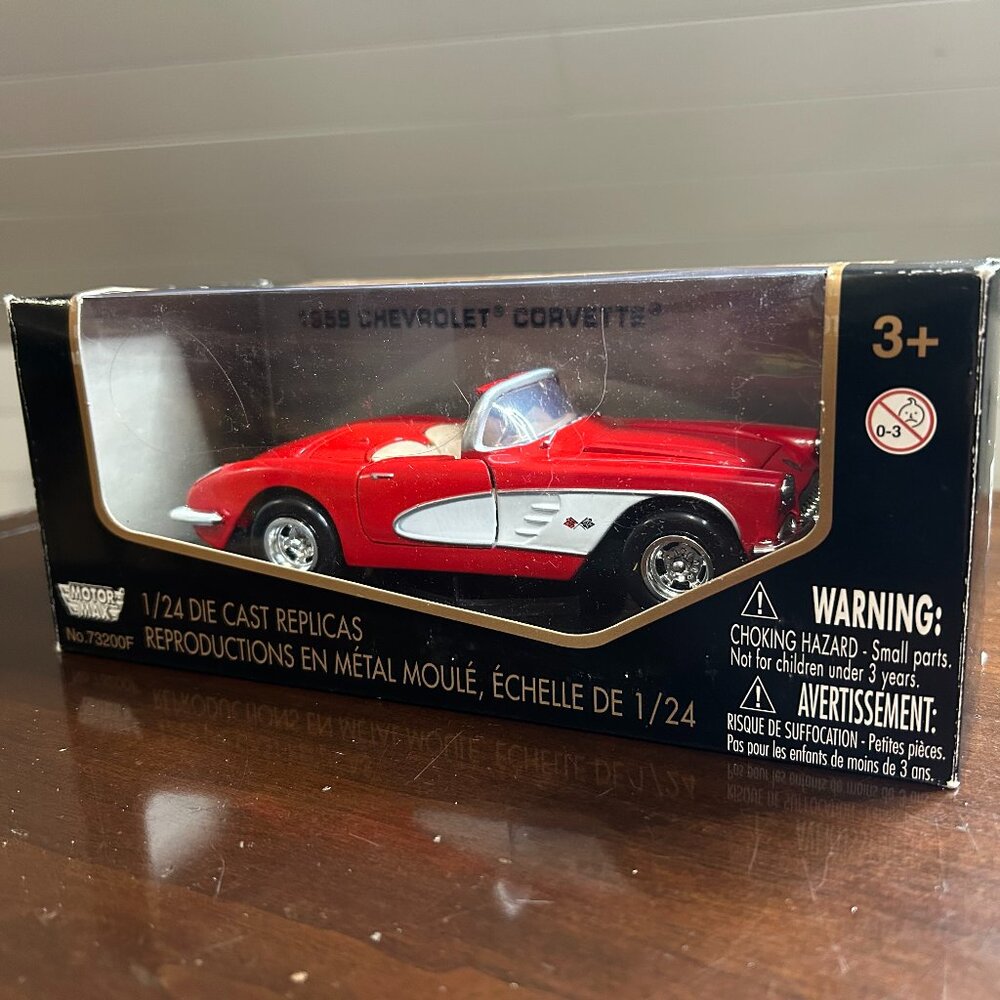 1959 CHEVROLET® CORVETTE®
3+
0-3
MOTOR MAX
No.73200F
1/24 DIE CAST REPLICAS
REPRODUCTIONS EN MÉTAL MOULÉ, ÉCHELLE DE 1/24
WARNING:
CHOKING HAZARD - Small parts.
Not for children under 3 years.
AVERTISSEMENT:
RISQUE DE SUFFOCATION - Petites pièces.
Pas pour les enfants de moins de 3 ans.